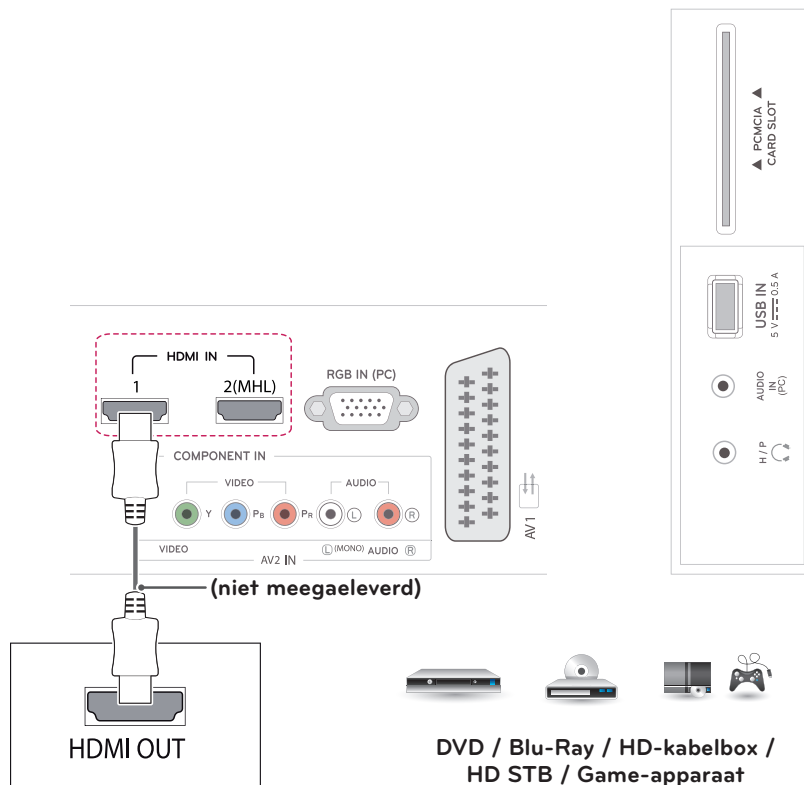 HDMI IN
1 2(MHL)
RGB IN (PC)
COMPONENT IN
VIDEO AUDIO
Y PB PR L R
VIDEO L (MONO) AUDIO R
AV2 IN
AV1
(niet meegaeleverd)
HDMI OUT
DVD / Blu-Ray / HD-kabelbox /
HD STB / Game-apparaat
▲ PCMCIA ▲
CARD SLOT
USB IN
5 V 0.5 A
AUDIO
IN
(PC)
H / P